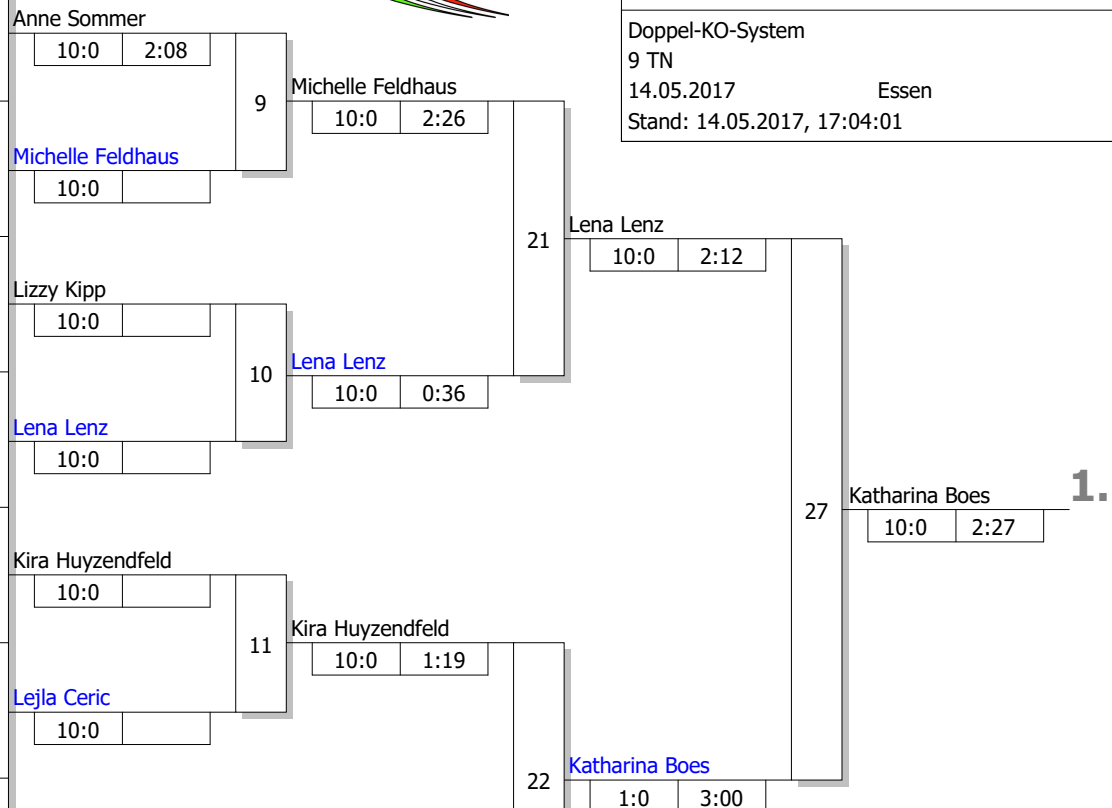 Anne Sommer
10:0 2:08
Doppel-KO-System
9 TN
14.05.2017 Essen
Stand: 14.05.2017, 17:04:01
9
Michelle Feldhaus
10:0 2:26
Michelle Feldhaus
10:0
21
Lena Lenz
10:0 2:12
Lizzy Kipp
10:0
10
Lena Lenz
10:0 0:36
Lena Lenz
10:0
27
Katharina Boes
10:0 2:27
1.
Kira Huyzendfeld
10:0
11
Kira Huyzendfeld
10:0 1:19
Lejla Ceric
10:0
22
Katharina Boes
1:0 3:00